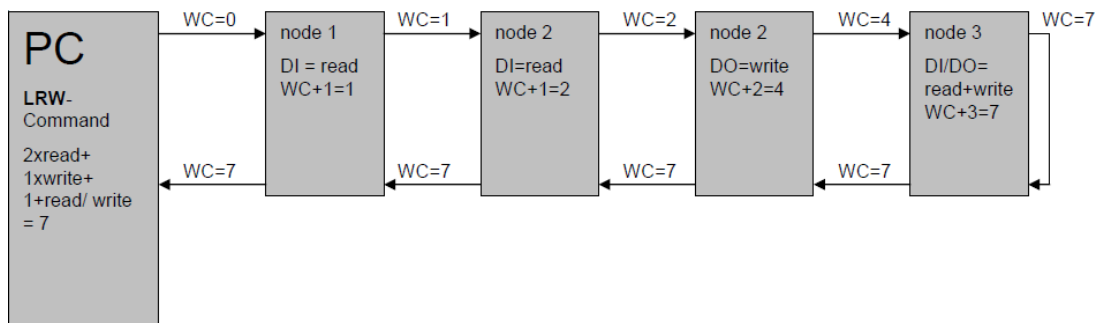 WC=0
WC=1
WC=2
WC=4
WC=7
PC
LRW-
Command
2xread+
1xwrite+
1+read/ write
= 7
node 1
DI = read
WC+1=1
node 2
DI=read
WC+1=2
node 2
DO=write
WC+2=4
node 3
DI/DO=
read+write
WC+3=7
WC=7
WC=7
WC=7
WC=7